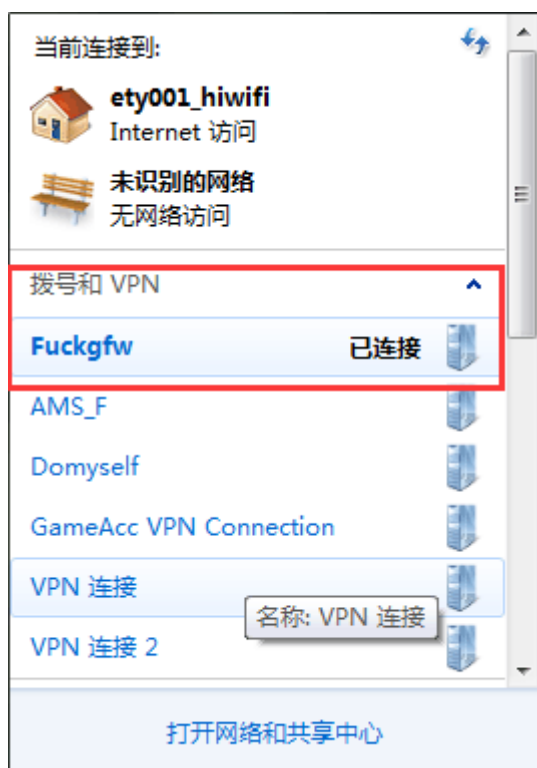 当前连接到:
ety001_hiwifi
Internet 访问
未识别的网络
无网络访问
拨号和 VPN
Fuckgfw 已连接
AMS_F
Domyself
GameAcc VPN Connection
VPN 连接
名称: VPN 连接
VPN 连接 2
打开网络和共享中心